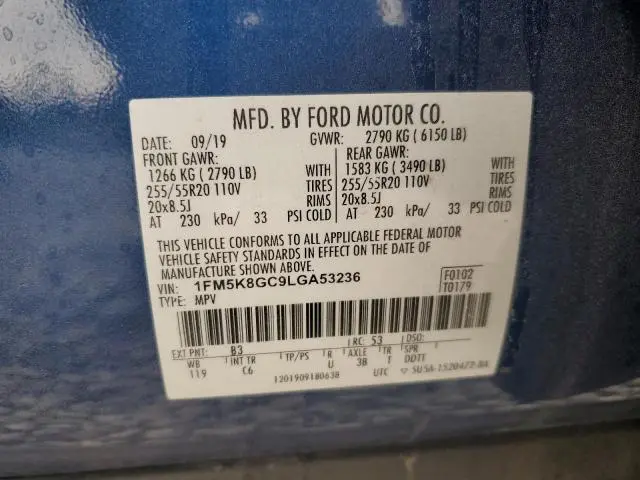 MFD. BY FORD MOTOR CO.
DATE: 09/19 GVWR: 2790 KG ( 6150 LB)
FRONT GAWR: REAR GAWR:
1266 KG ( 2790 LB) WITH 1583 KG ( 3490 LB) WITH
255/55R20 110V TIRES 255/55R20 110V TIRES
20x8.5J RIMS 20x8.5J RIMS
AT 230 kPa/ 33 PSI COLD AT 230 kPa/ 33 PSI COLD
THIS VEHICLE CONFORMS TO ALL APPLICABLE FEDERAL MOTOR
VEHICLE SAFETY STANDARDS IN EFFECT ON THE DATE OF
MANUFACTURE SHOWN ABOVE.
VIN: 1FM5K8GC9LGA53236 F0102
TYPE: MPV T0179
EXT PNT: B3 RC: 53 DSO:
WB INT TR TP/PS R AXLE TR SPR
119 C6 U 3B T DDTT
1201909180638 UTC